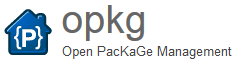 {P}
opkg
Open PacKaGe Management